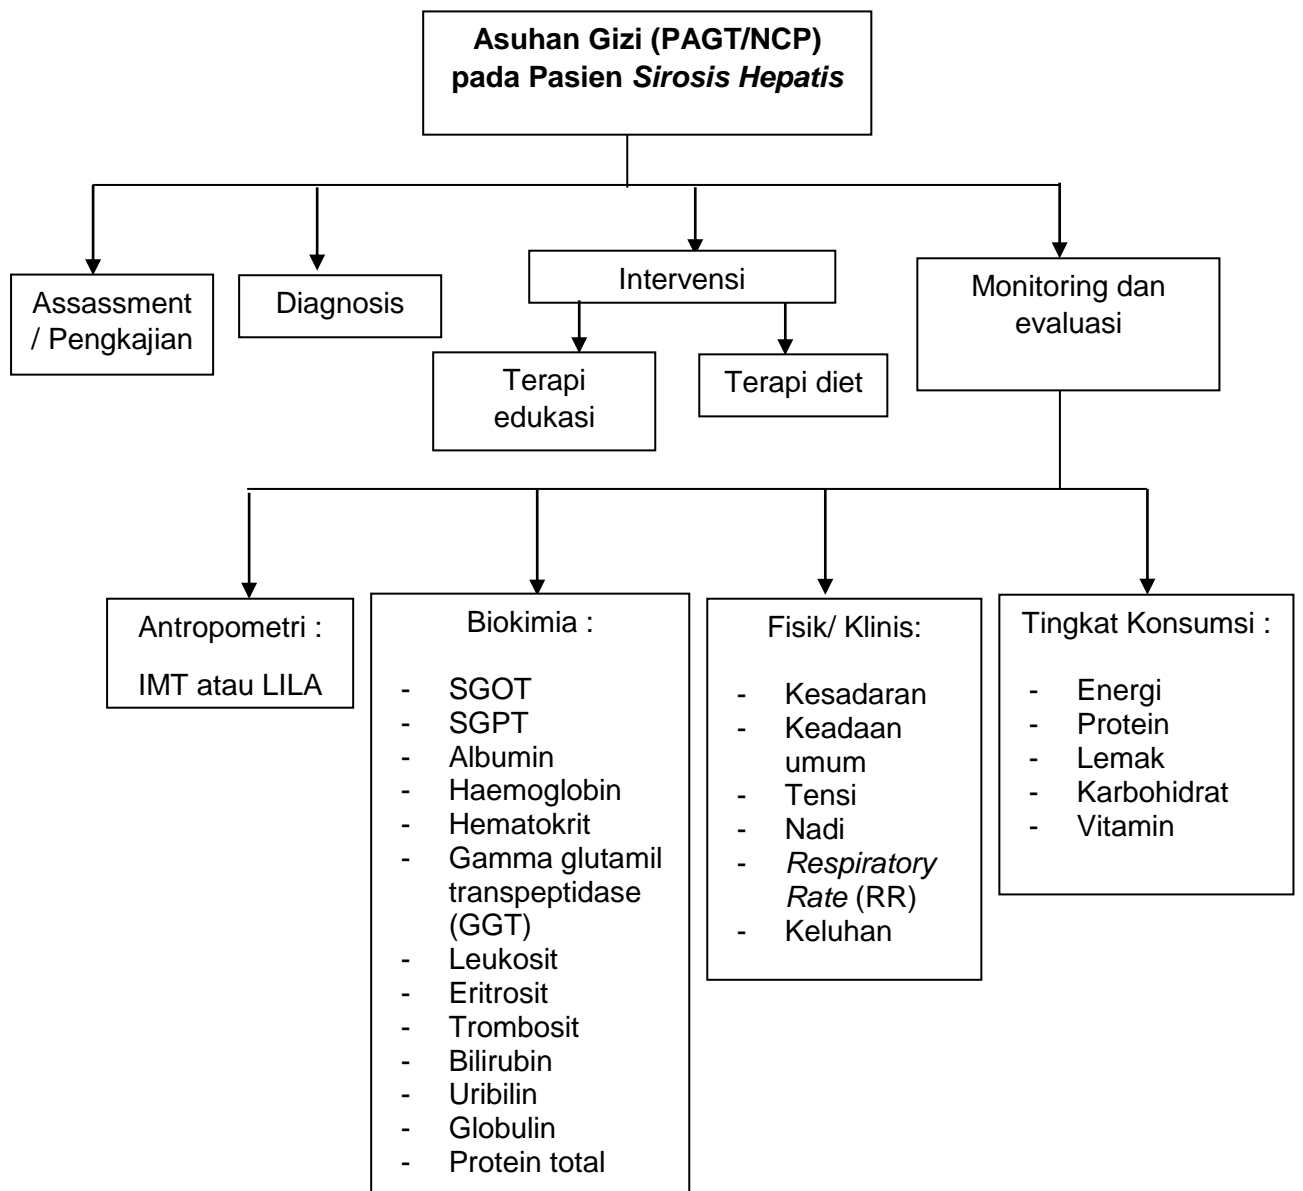 Asuhan Gizi (PAGT/NCP)
pada Pasien Sirosis Hepatis
Assassment
/ Pengkajian
Diagnosis
Intervensi
Monitoring dan
evaluasi
Terapi
edukasi
Terapi diet
Antropometri :
IMT atau LILA
Biokimia :
- SGOT
- SGPT
- Albumin
- Haemoglobin
- Hematokrit
- Gamma glutamil
transpeptidase
(GGT)
- Leukosit
- Eritrosit
- Trombosit
- Bilirubin
- Uribilin
- Globulin
- Protein total
Fisik/ Klinis:
- Kesadaran
- Keadaan
umum
- Tensi
- Nadi
- Respiratory
Rate (RR)
- Keluhan
Tingkat Konsumsi :
- Energi
- Protein
- Lemak
- Karbohidrat
- Vitamin